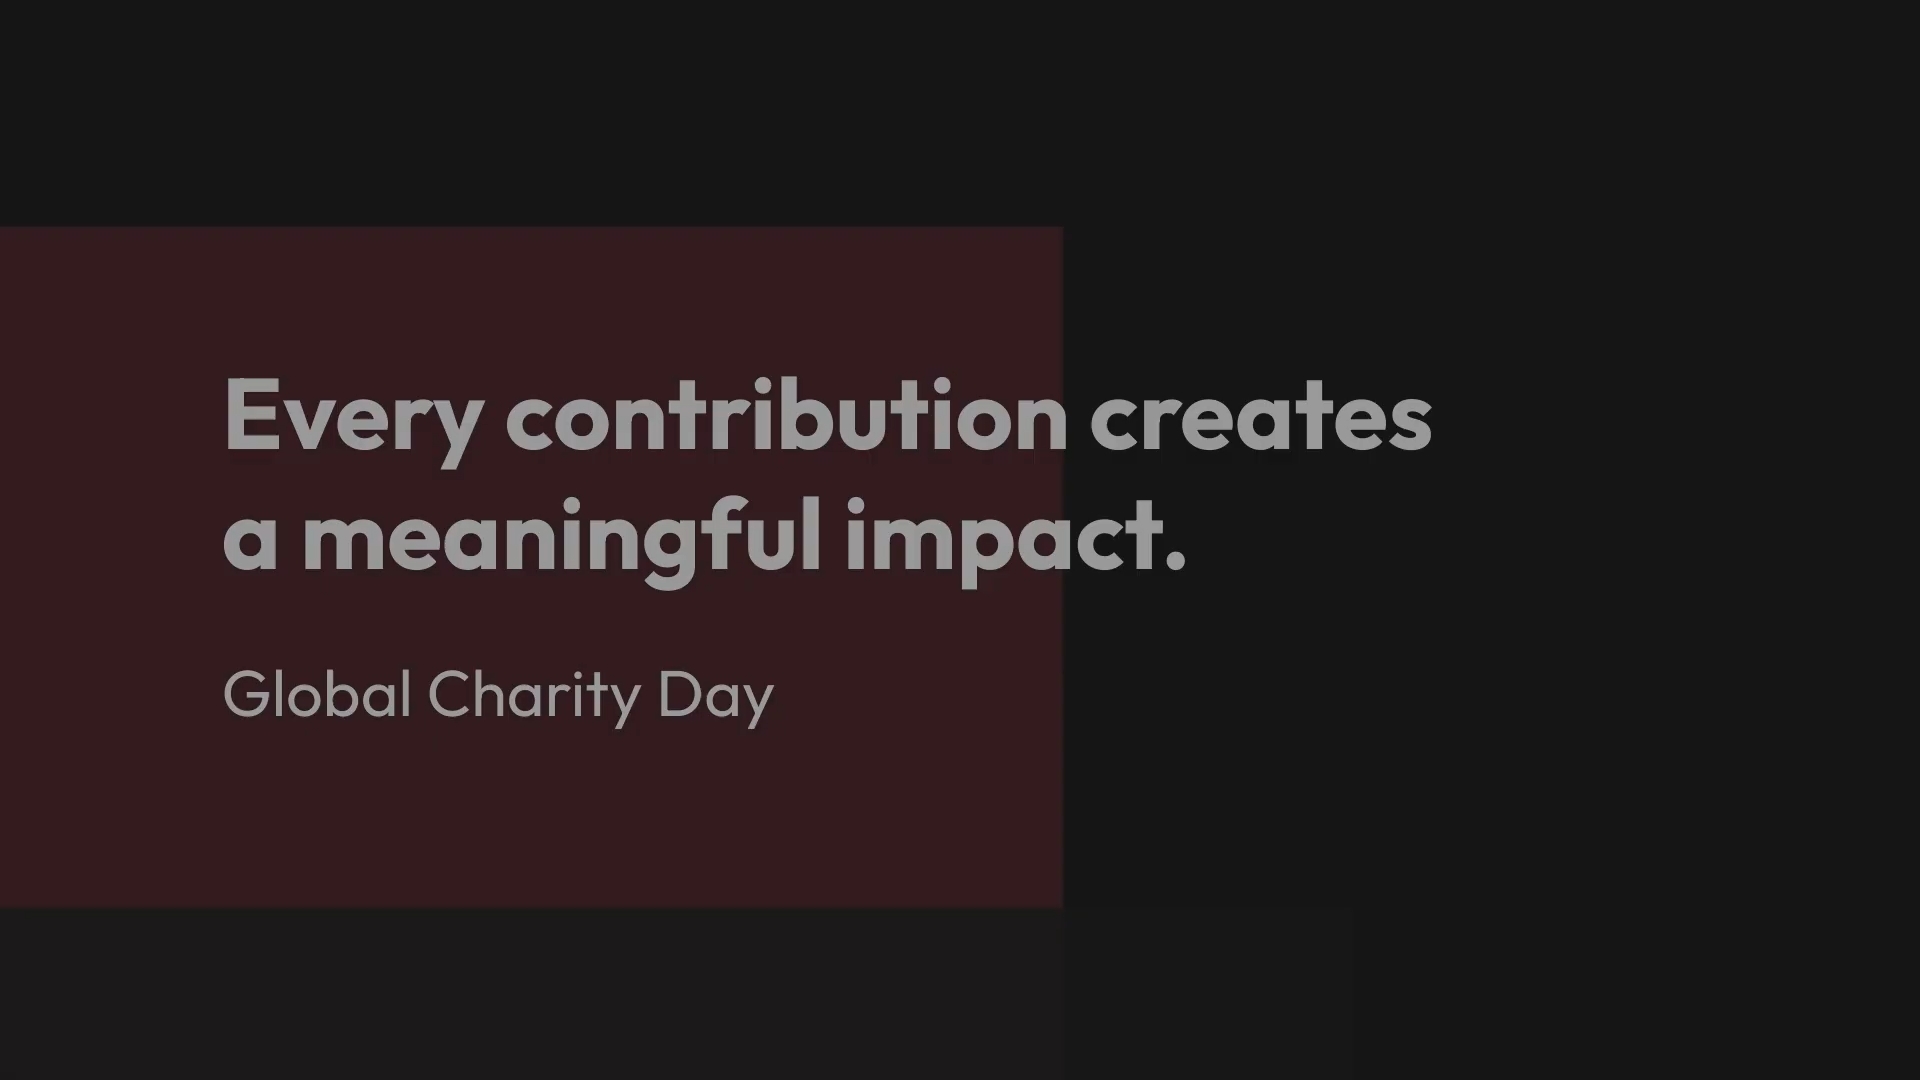 Every contribution creates
a meaningful impact.
Global Charity Day